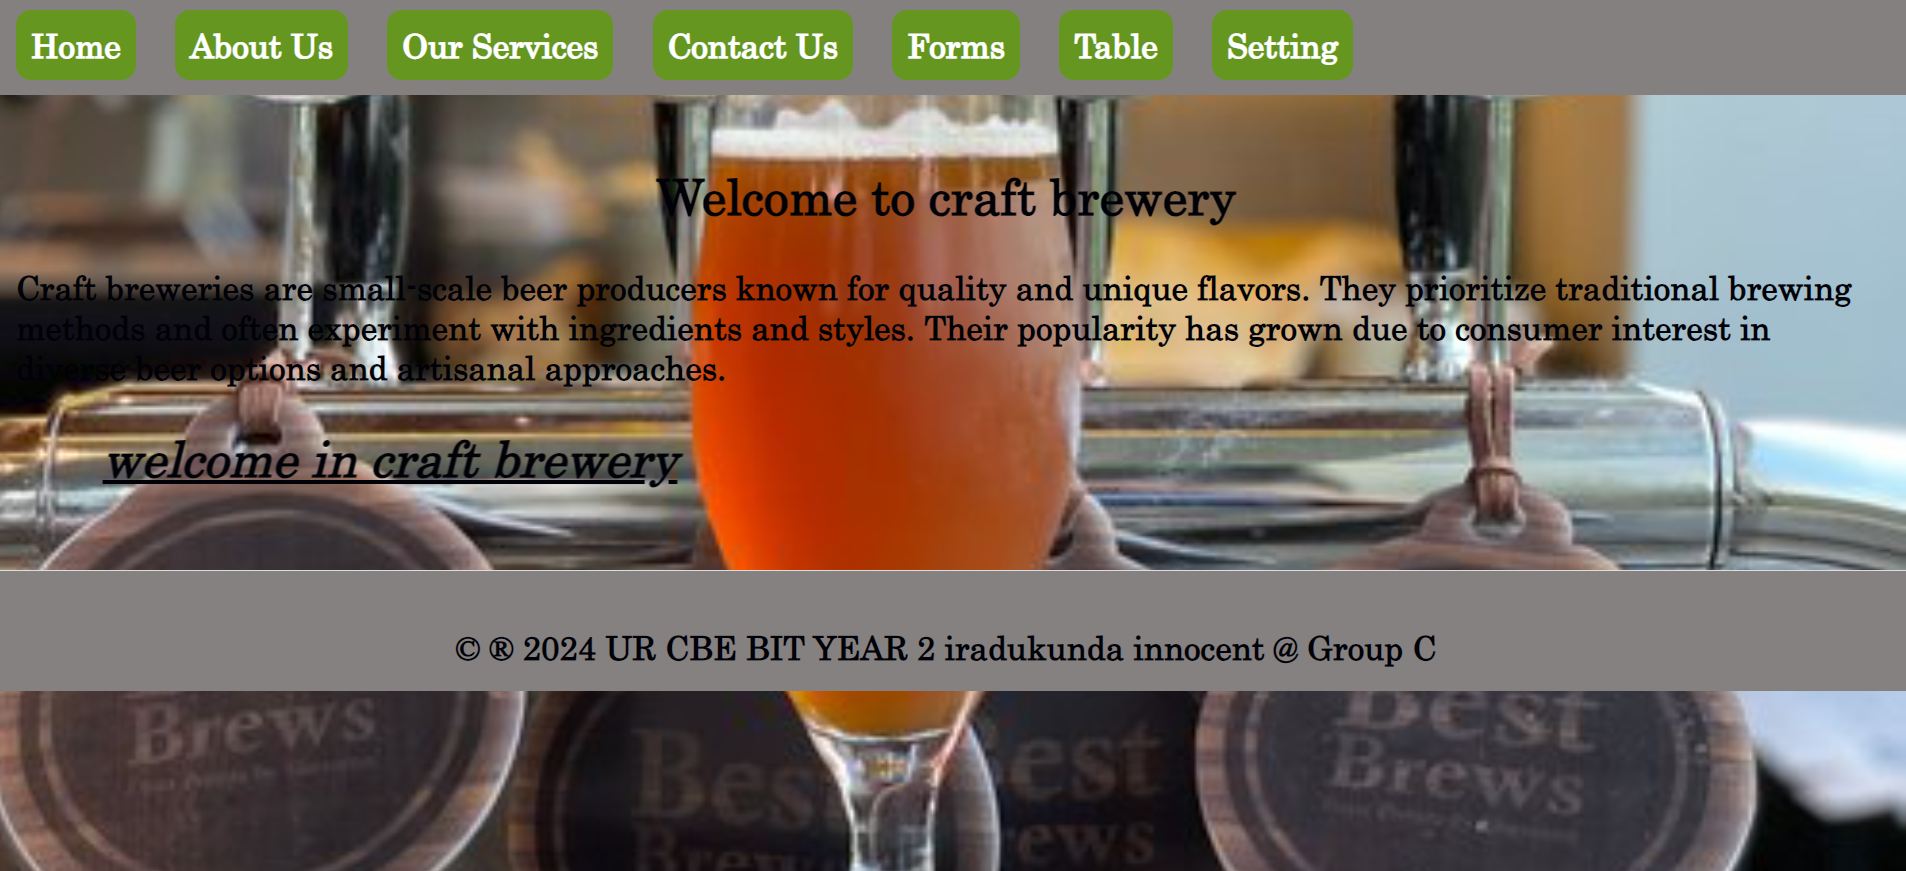 Home About Us Our Services Contact Us Forms Table Setting
Welcome to craft brewery
Craft breweries are small-scale beer producers known for quality and unique flavors. They prioritize traditional brewing
methods and often experiment with ingredients and styles. Their popularity has grown due to consumer interest in
diverse beer options and artisanal approaches.
welcome in craft brewery
© ® 2024 UR CBE BIT YEAR 2 iradukunda innocent @ Group C
Brews
Best
Brews
Best
Brews